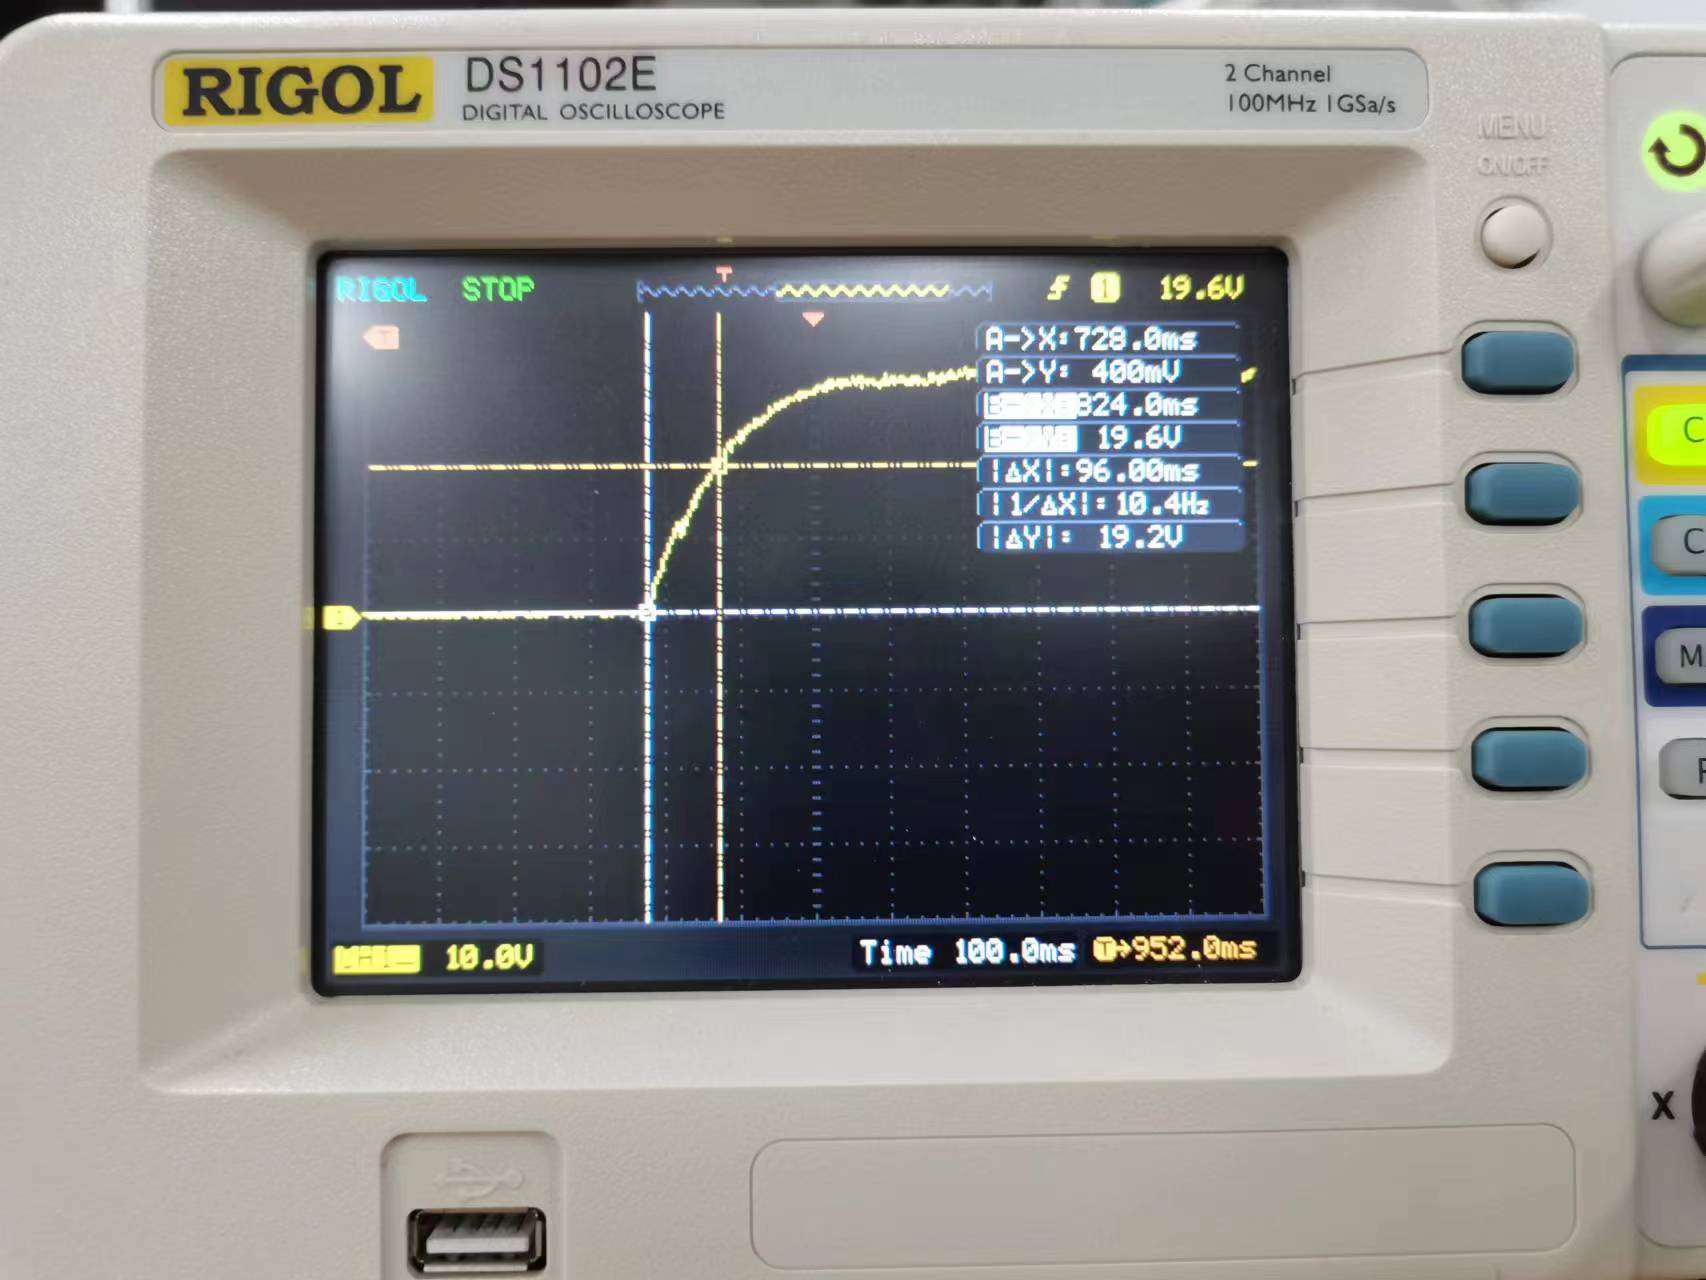 RIGOL DS1102E
DIGITAL OSCILLOSCOPE
2 Channel
100MHz 1GSa/s
MENU
ON/OFF
RIGOL STOP
T
1 19.6V
T
A->X: 728.0ms
A->Y: 400mV
824.0ms
19.6V
|ΔX|: 96.00ms
|1/ΔX|: 10.4Hz
|ΔY|: 19.2V
10.0V Time 100.0ms T→952.0ms
C
C
M
X